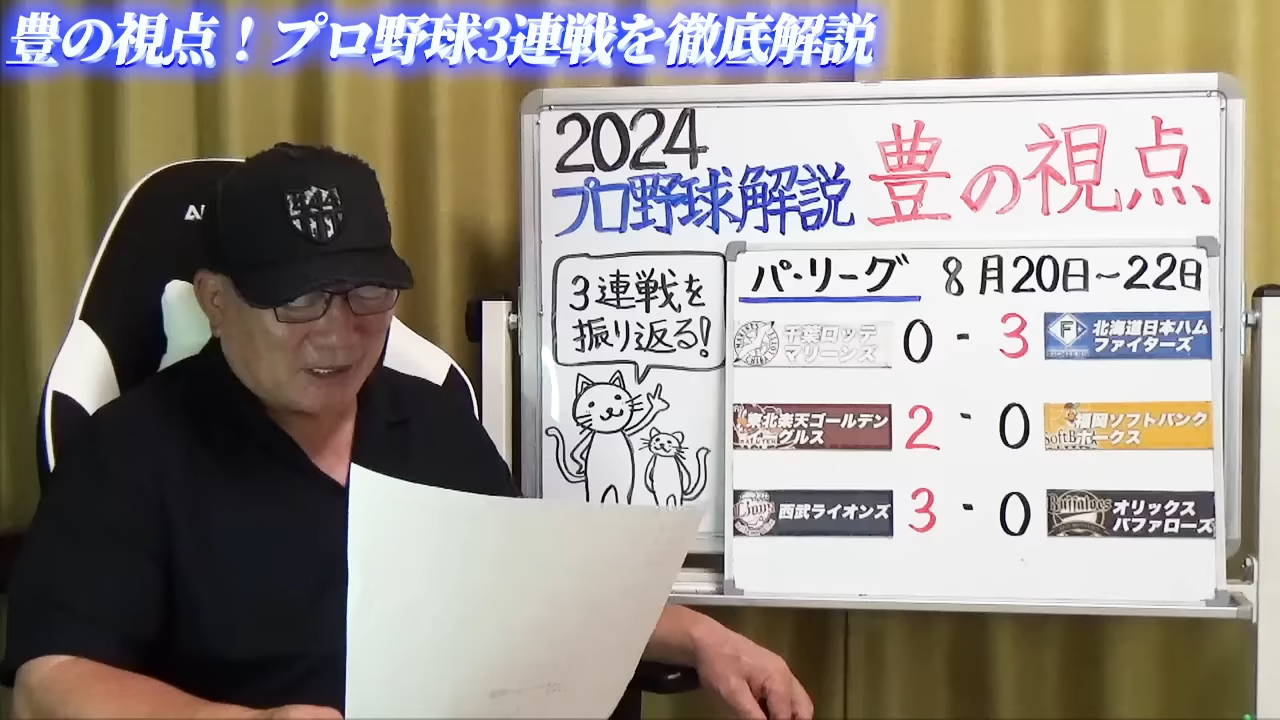 豊の視点！プロ野球3連戦を徹底解説
2024
プロ野球解説 豊の視点
3連戦を
振り返る!
パ・リーグ 8月20日～22日
千葉ロッテ
マリーンズ
0 - 3
北海道日本ハム
ファイターズ
東北楽天ゴールデン
グルス
2 - 0
福岡ソフトバンク
ホークス
西武ライオンズ
3 - 0
Buffaloes
オリックス
バファローズ